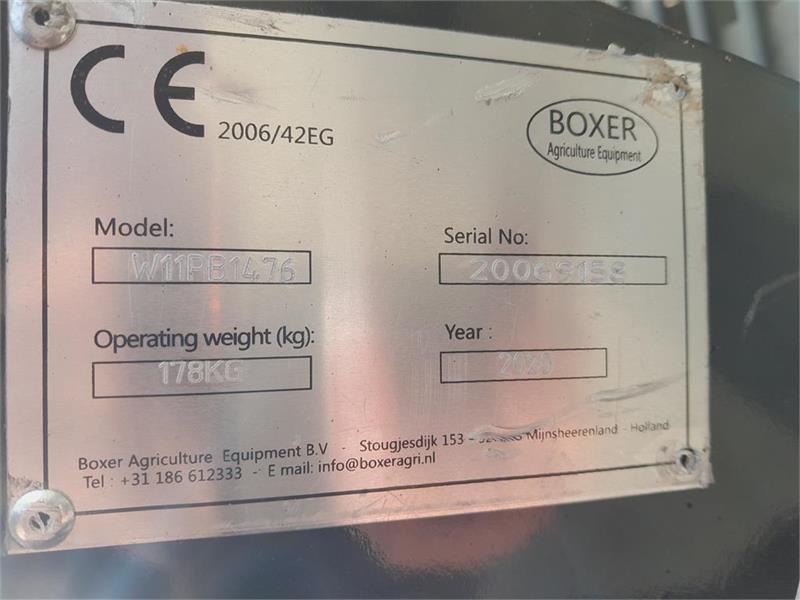 CE 2006/42EG
BOXER
Agriculture Equipment
Model:
W11PB1476
Serial No:
20069158
Operating weight (kg):
178KG
Year :
2020
Boxer Agriculture Equipment B.V - Stougjesdijk 153 - Mijnsheerenland - Holland
Tel : +31 186 612333 - E mail: info@boxeragri.nl